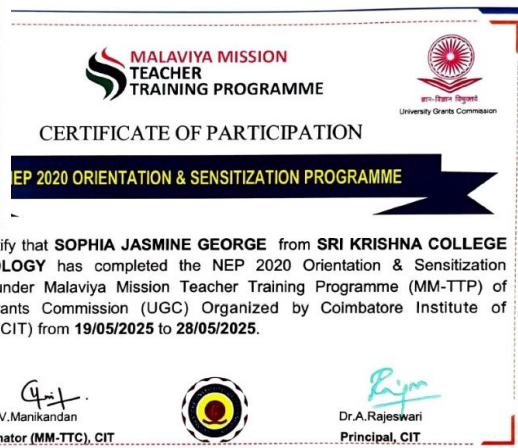 MALAVIYA MISSION
TEACHER
TRAINING PROGRAMME
ज्ञान-विज्ञान विमुक्तये
University Grants Commission
CERTIFICATE OF PARTICIPATION
EP 2020 ORIENTATION & SENSITIZATION PROGRAMME
ify that SOPHIA JASMINE GEORGE from SRI KRISHNA COLLEGE
OLOGY has completed the NEP 2020 Orientation & Sensitization
under Malaviya Mission Teacher Training Programme (MM-TTP) of
rants Commission (UGC) Organized by Coimbatore Institute of
CIT) from 19/05/2025 to 28/05/2025.
V.Manikandan
nator (MM-TTC), CIT
Dr.A.Rajeswari
Principal, CIT